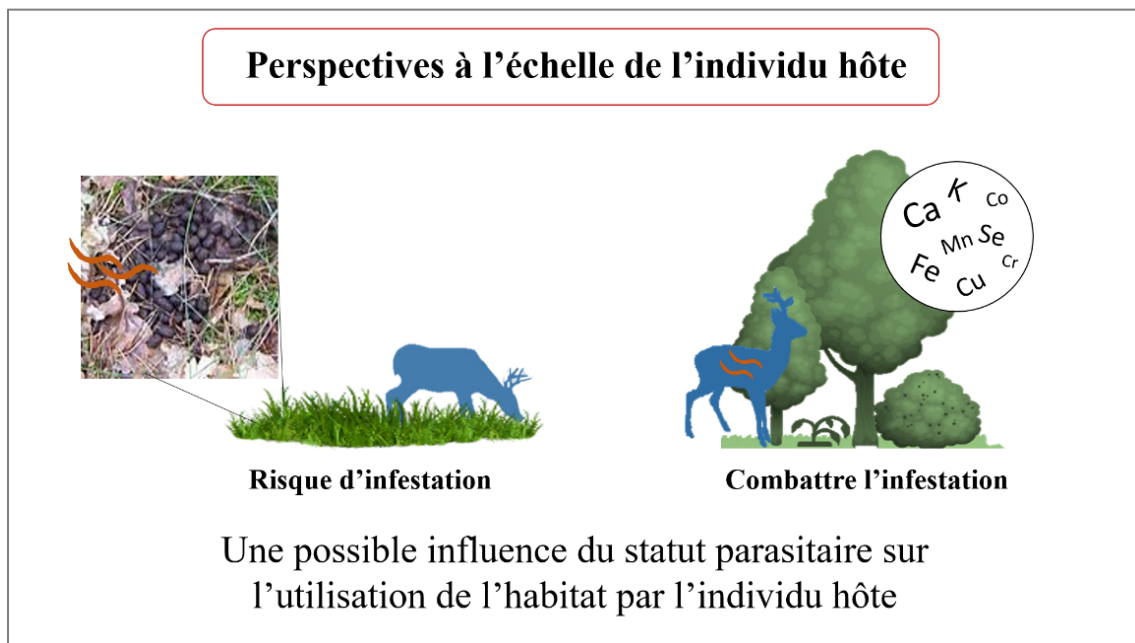 Perspectives à l’échelle de l’individu hôte
Ca K Co
Mn Se
Fe Cu Cr
Risque d’infestation
Combattre l’infestation
Une possible influence du statut parasitaire sur
l’utilisation de l’habitat par l’individu hôte